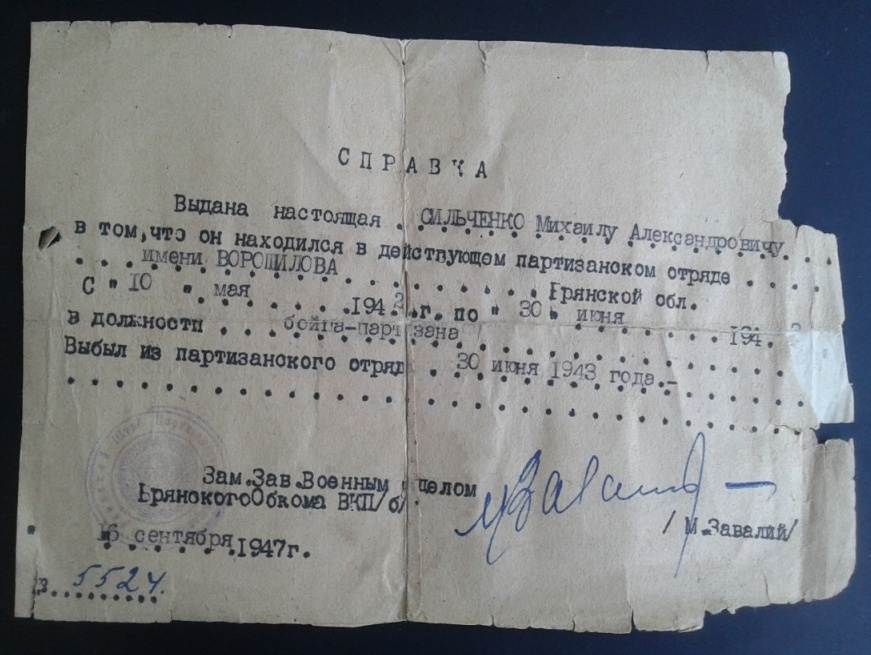 СПРАВКА
Выдана настоящая СИЛЬЧЕНКО Михаилу Александровичу
в том, что он находился в действующем партизанском отряде
имени ВОРОШИЛОВА Брянской обл.
С "10" мая 1942 г. по "30" июня 194
в должности бойца-партизана
Выбыл из партизанского отряда 30 июня 1943 года.-
Зам.Зав.Военным отделом
Брянского Обкома ВКП/б/
/М.Завалий/
16 сентября 1947г.
5524.